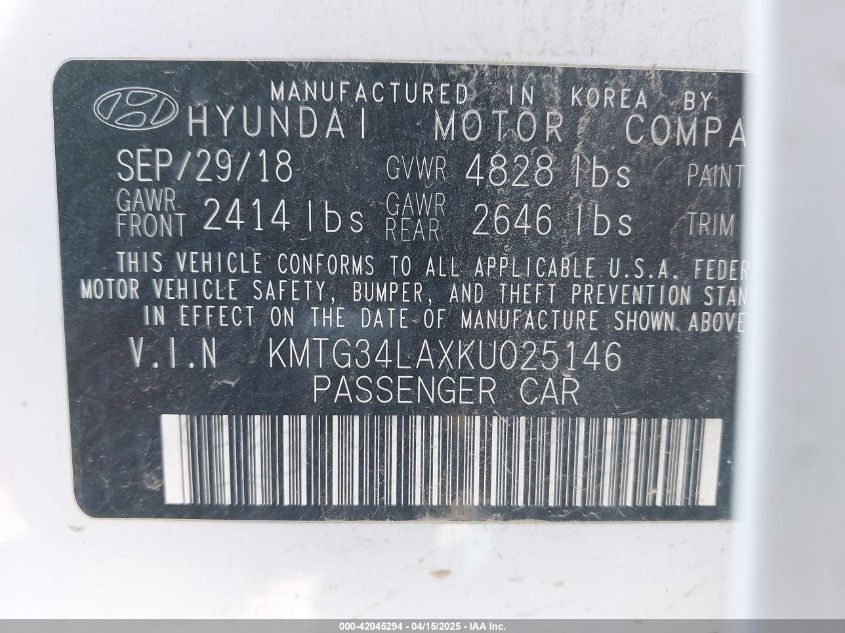 MANUFACTURED IN KOREA BY
HYUNDAI MOTOR COMPA
SEP/29/18 GVWR 4828 lbs PAINT
GAWR FRONT 2414 lbs GAWR REAR 2646 lbs TRIM
THIS VEHICLE CONFORMS TO ALL APPLICABLE U.S.A. FEDER
MOTOR VEHICLE SAFETY, BUMPER, AND THEFT PREVENTION STAN
IN EFFECT ON THE DATE OF MANUFACTURE SHOWN ABOVE
V.I.N KMTG34LAXKU025146
PASSENGER CAR
000-42045294 - 04/15/2025 - IAA Inc.